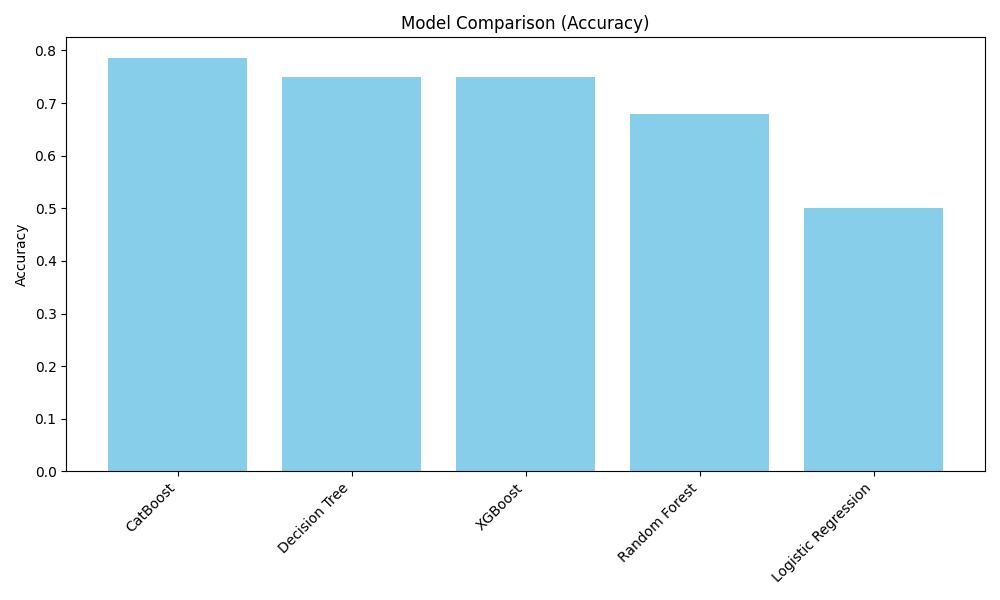 Model Comparison (Accuracy)
Accuracy
0.8
0.7
0.6
0.5
0.4
0.3
0.2
0.1
0.0
CatBoost
Decision Tree
XGBoost
Random Forest
Logistic Regression